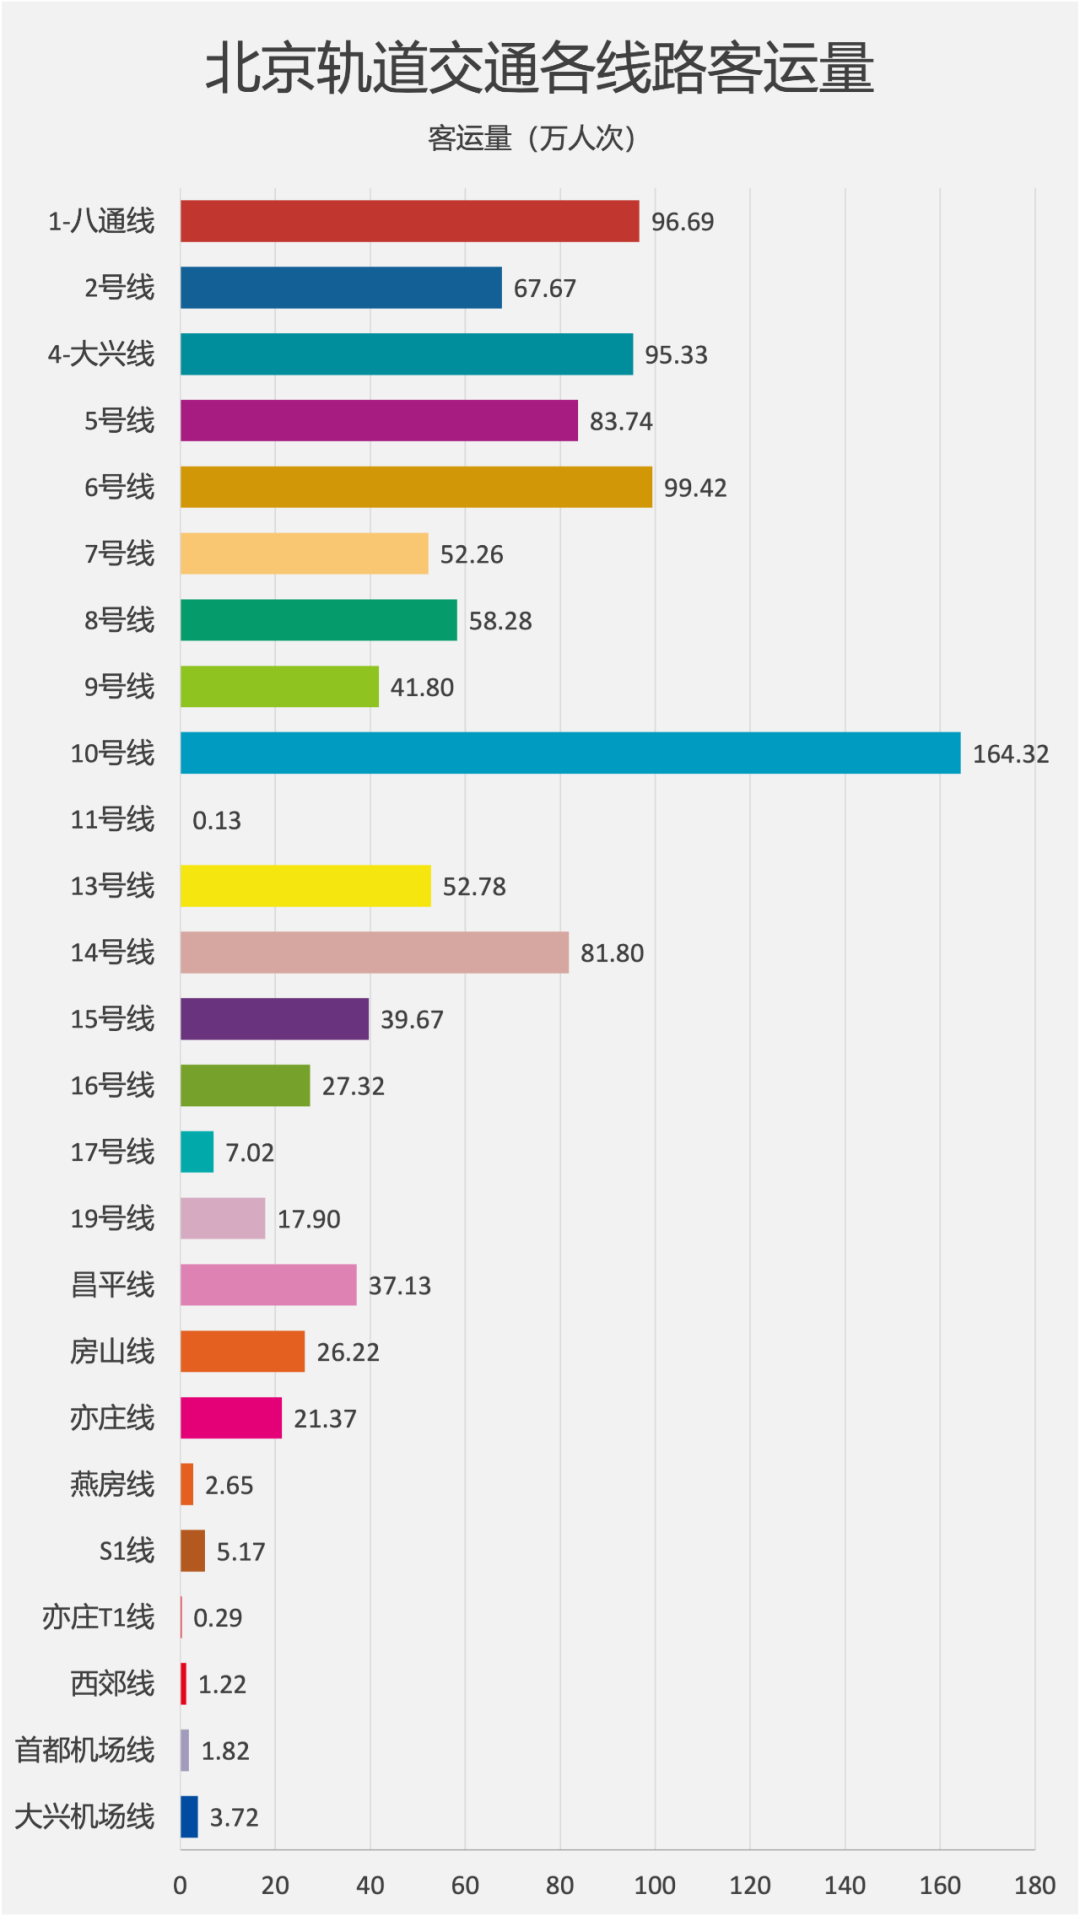 北京轨道交通各线路客运量
客运量（万人次）
1-八通线 96.69
2号线 67.67
4-大兴线 95.33
5号线 83.74
6号线 99.42
7号线 52.26
8号线 58.28
9号线 41.80
10号线 164.32
11号线 0.13
13号线 52.78
14号线 81.80
15号线 39.67
16号线 27.32
17号线 7.02
19号线 17.90
昌平线 37.13
房山线 26.22
亦庄线 21.37
燕房线 2.65
S1线 5.17
亦庄T1线 0.29
西郊线 1.22
首都机场线 1.82
大兴机场线 3.72
0 20 40 60 80 100 120 140 160 180